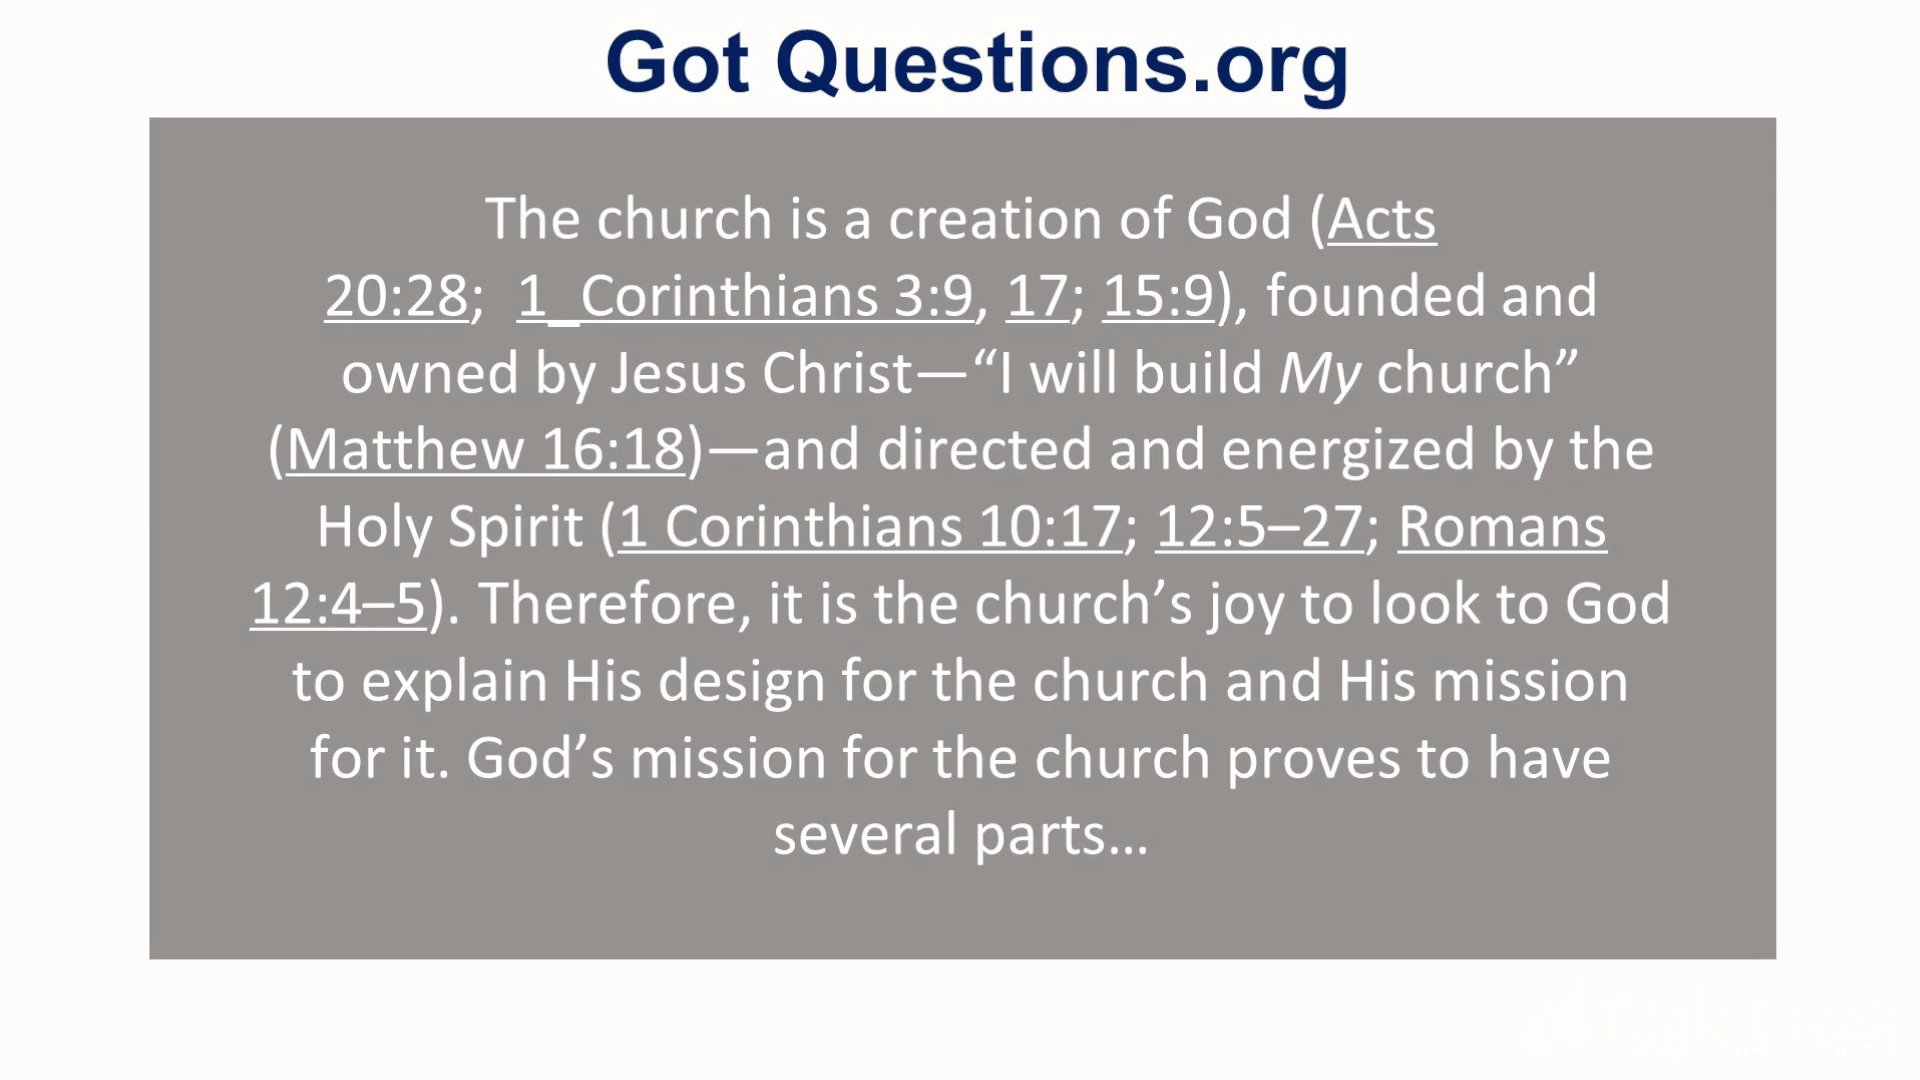 Got Questions.org
The church is a creation of God (Acts
20:28;  1_Corinthians 3:9, 17; 15:9), founded and
owned by Jesus Christ—“I will build My church”
(Matthew 16:18)—and directed and energized by the
Holy Spirit (1 Corinthians 10:17; 12:5–27; Romans
12:4–5). Therefore, it is the church’s joy to look to God
to explain His design for the church and His mission
for it. God’s mission for the church proves to have
several parts…